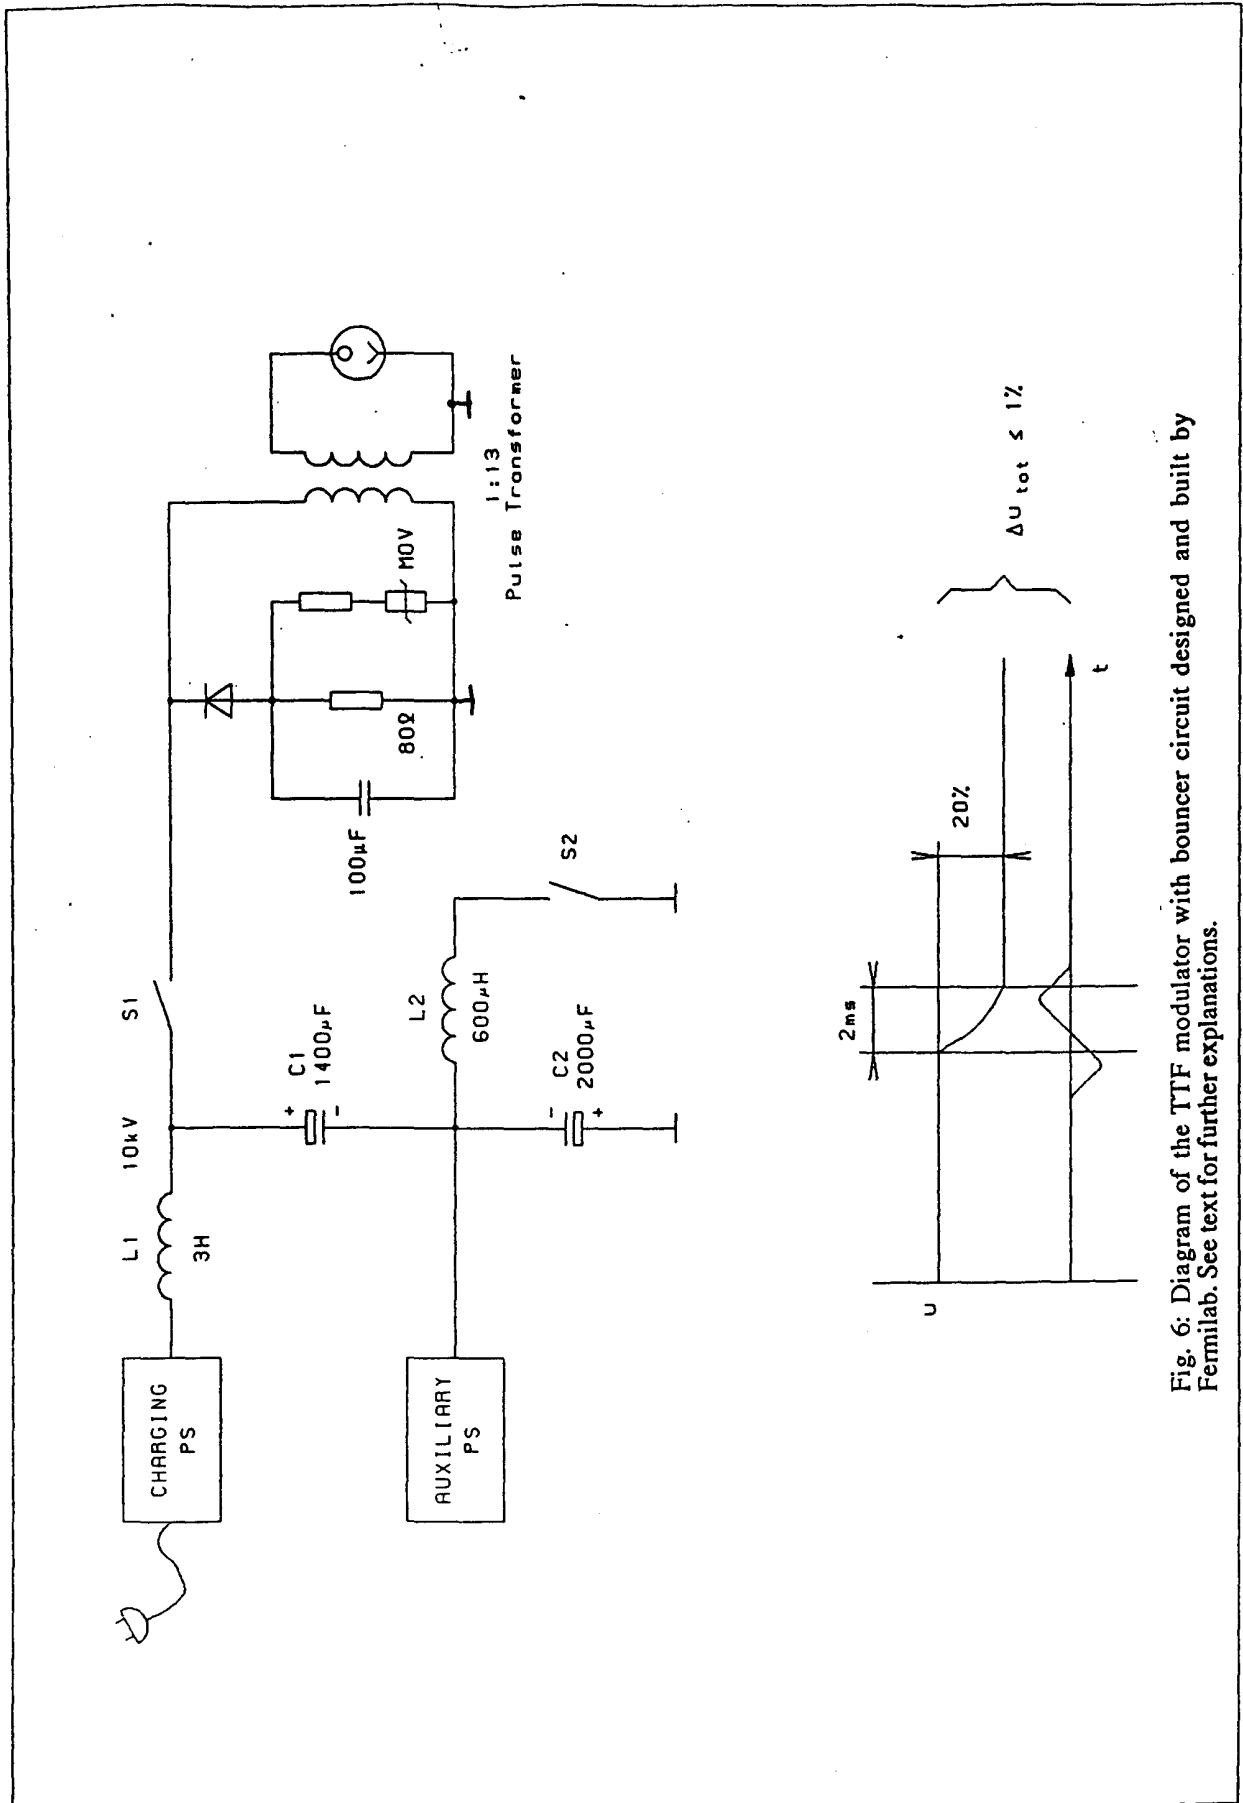 CHARGING
PS
L1
3H
10kV
S1
C1
1400µF
+
-
AUXILIARY
PS
L2
600µH
C2
2000µF
-
+
S2
100µF
80Ω
MOV
1:13
Pulse Transformer
u
2ms
20%
t
Δu tot ≤ 1%
Fig. 6: Diagram of the TTF modulator with bouncer circuit designed and built by
Fermilab. See text for further explanations.